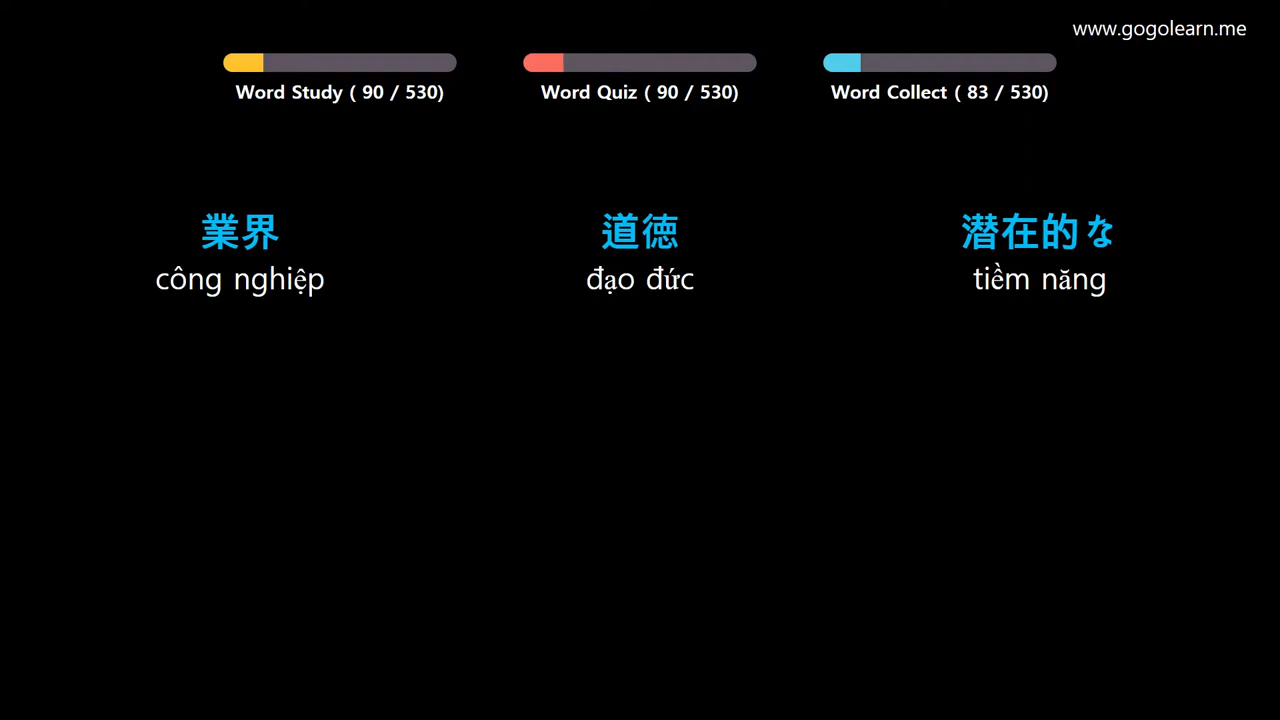 www.gogolearn.me
Word Study ( 90 / 530)
Word Quiz ( 90 / 530)
Word Collect ( 83 / 530)
業界
công nghiệp
道徳
đạo đức
潜在的な
tiềm năng